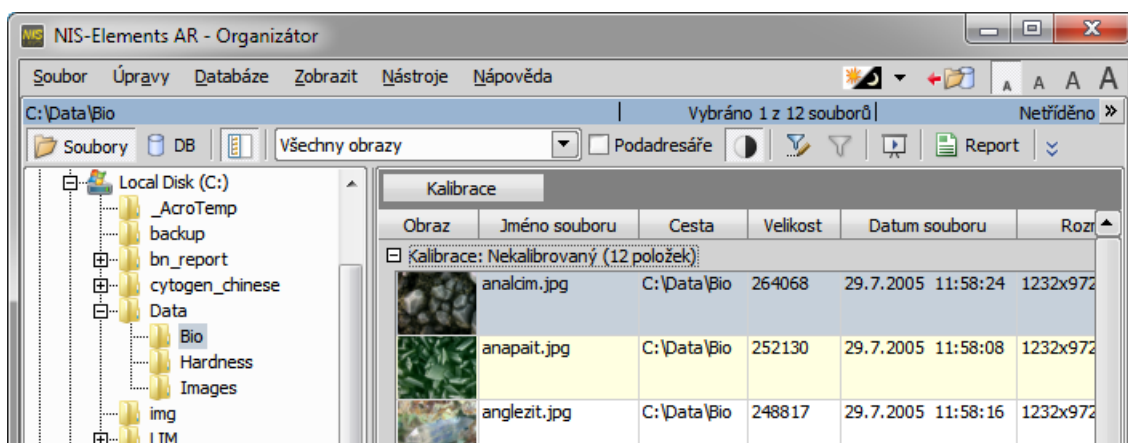 NIS-Elements AR - Organizátor
Soubor Úpravy Databáze Zobrazit Nástroje Nápověda A A A A
C:\Data\Bio Vybráno 1 z 12 souborů Netříděno
Soubory DB Všechny obrazy Podadresáře Report
Local Disk (C:)
_AcroTemp
backup
bn_report
cytogen_chinese
Data
Bio
Hardness
Images
img
LIM
Kalibrace
Obraz Jméno souboru Cesta Velikost Datum souboru Rozm
Kalibrace: Nekalibrovaný (12 položek)
analcim.jpg C:\Data\Bio 264068 29.7.2005 11:58:24 1232x972
anapait.jpg C:\Data\Bio 252130 29.7.2005 11:58:08 1232x972
anglezit.jpg C:\Data\Bio 248817 29.7.2005 11:58:16 1232x972